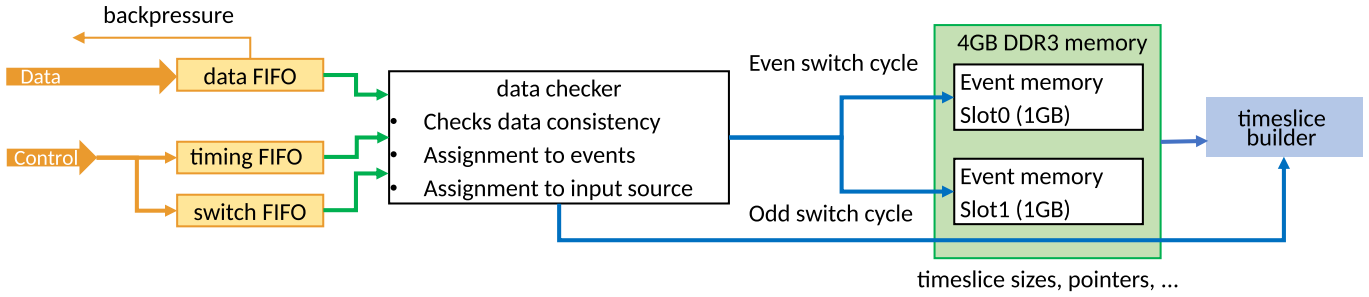 backpressure
Data
data FIFO
Control
timing FIFO
switch FIFO
data checker
• Checks data consistency
• Assignment to events
• Assignment to input source
Even switch cycle
Odd switch cycle
4GB DDR3 memory
Event memory
Slot0 (1GB)
Event memory
Slot1 (1GB)
timeslice
builder
timeslice sizes, pointers, ...